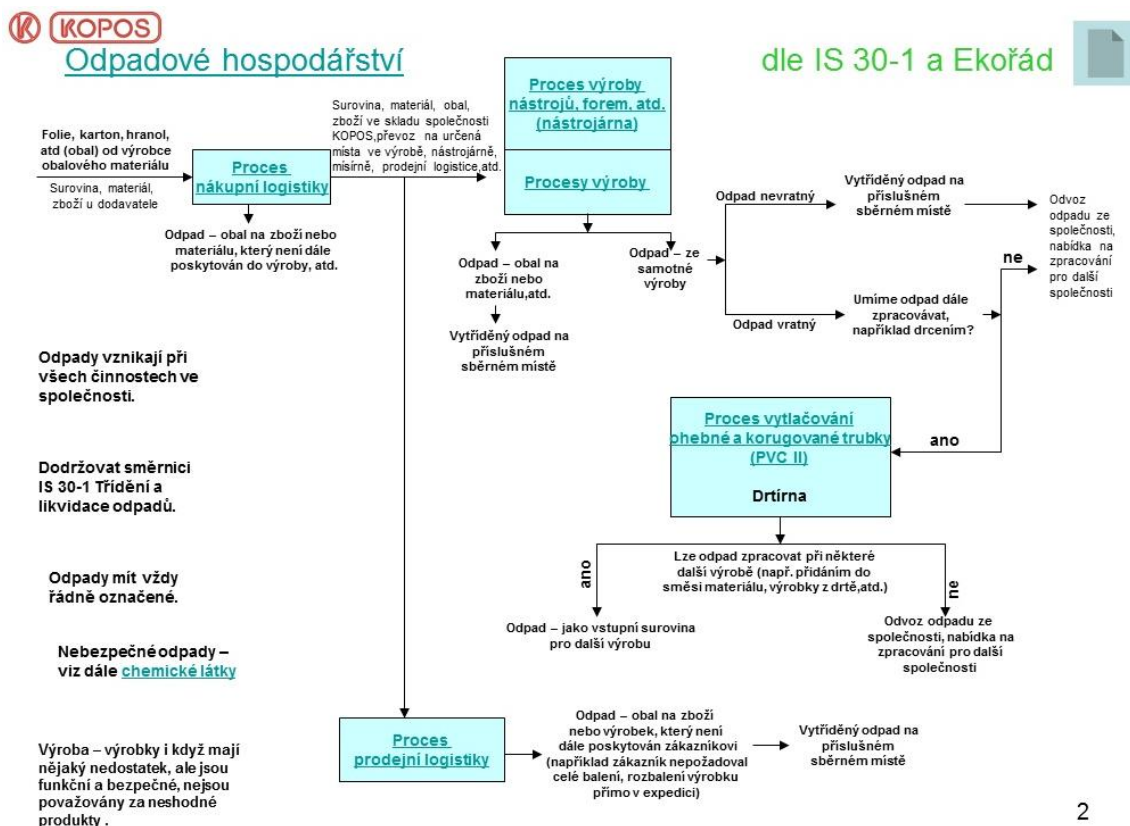 KOPOS
Odpadové hospodářství
dle IS 30-1 a Ekořád
Folie, karton, hranol,
atd (obal) od výrobce
obalového materiálu
Surovina, materiál,
zboží u dodavatele
Proces
nákupní logistiky
Surovina, materiál, obal,
zboží ve skladu společnosti
KOPOS,převoz na určená
místa ve výrobě, nástrojárně,
mísírně, prodejní logistice,atd.
Proces výroby
nástrojů, forem, atd.
(nástrojárna)
Procesy výroby
Odpad – obal na zboží nebo
materiálu, který není dále
poskytován do výroby, atd.
Odpad – obal na
zboží nebo
materiálu,atd.
Vytříděný odpad na
příslušném
sběrném místě
Odpad – ze
samotné
výroby
Odpad nevratný
Vytříděný odpad na
příslušném
sběrném místě
Odvoz
odpadu ze
společnosti,
nabídka na
zpracování
pro další
společnosti
ne
Odpad vratný
Umíme odpad dále
zpracovávat,
například drcením?
ano
Proces vytlačování
ohebné a korugované trubky
(PVC II)
Drtírna
Lze odpad zpracovat při některé
další výrobě (např. přidáním do
směsi materiálu, výrobky z drtě,atd.)
ano
ne
Odpad – jako vstupní surovina
pro další výrobu
Odvoz odpadu ze
společnosti, nabídka na
zpracování pro další
společnosti
Odpady vznikají při
všech činnostech ve
společnosti.
Dodržovat směrnici
IS 30-1 Třídění a
likvidace odpadů.
Odpady mít vždy
řádně označené.
Nebezpečné odpady –
viz dále chemické látky
Výroba – výrobky i když mají
nějaký nedostatek, ale jsou
funkční a bezpečné, nejsou
považovány za neshodné
produkty .
Proces
prodejní logistiky
Odpad – obal na zboží
nebo výrobek, který není
dále poskytován zákazníkovi
(například zákazník nepožadoval
celé balení, rozbalení výrobku
přímo v expedici)
Vytříděný odpad na
příslušném
sběrném místě
2